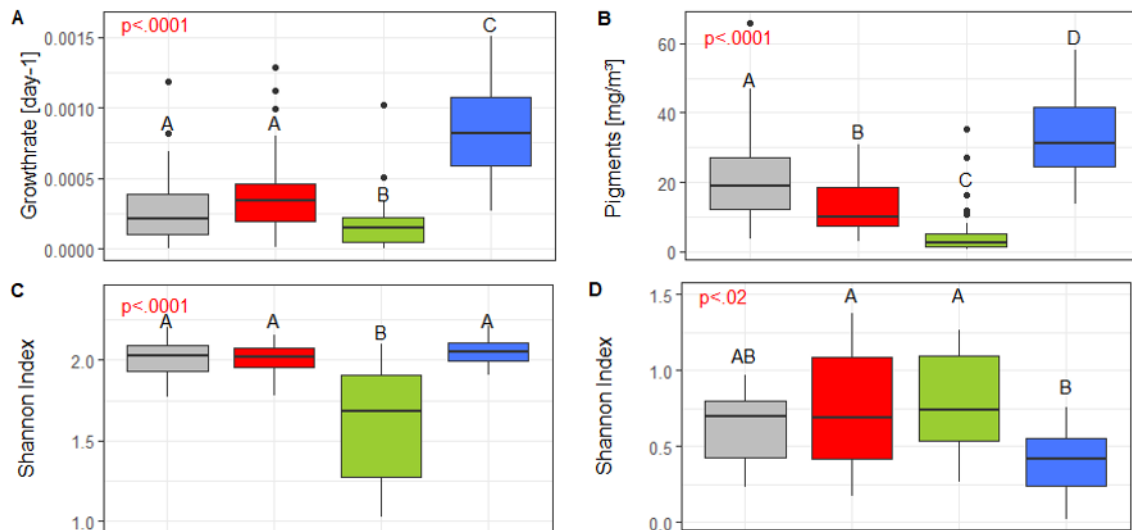 A
p<.0001
Growthrate [day-1]
0.0015
0.0010
0.0005
0.0000
A
A
B
C
B
p<.0001
Pigments [mg/m³]
60
40
20
0
A
B
C
D
C
p<.0001
Shannon Index
2.0
1.5
1.0
A
A
B
A
D
p<.02
Shannon Index
1.5
1.0
0.5
0.0
AB
A
A
B